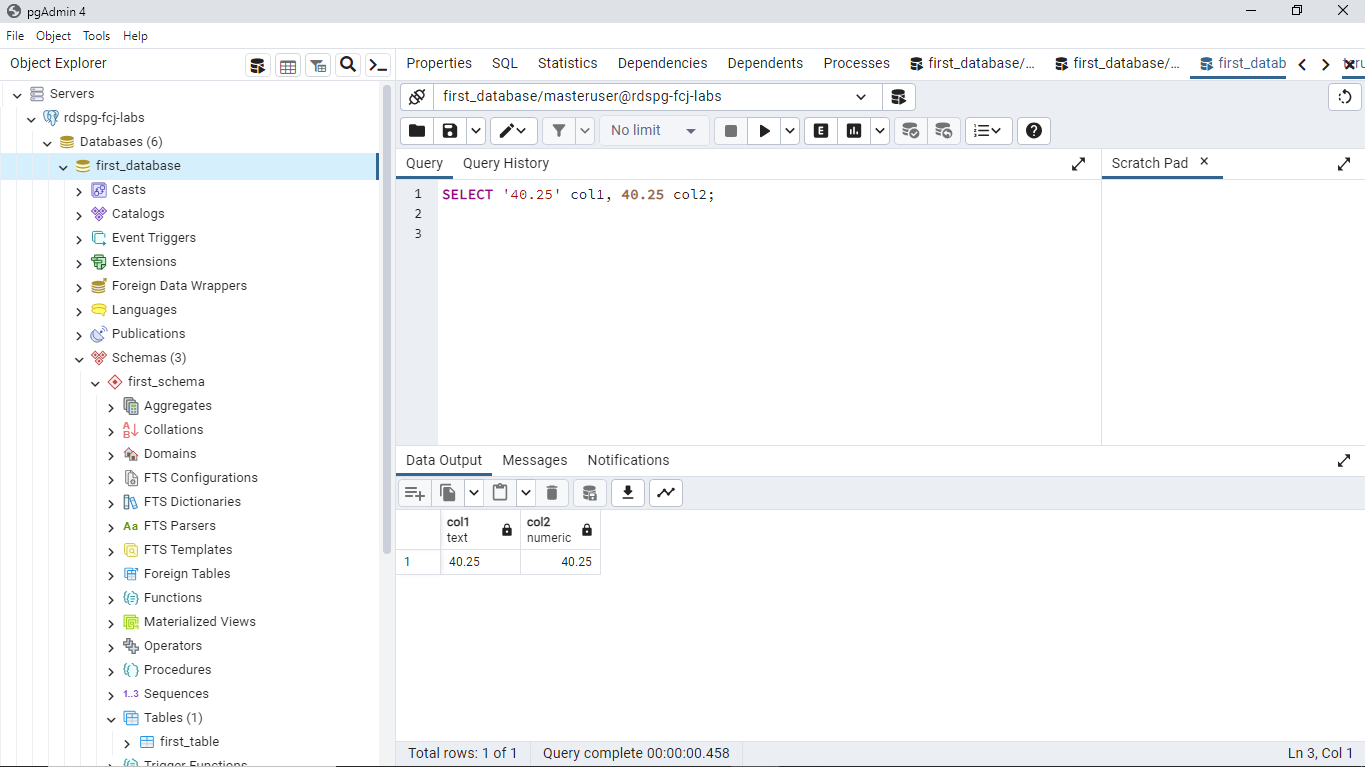 pgAdmin 4
File Object Tools Help
Object Explorer
Properties SQL Statistics Dependencies Dependents Processes first_database/... first_database/... first_datab
Servers
rdspg-fcj-labs
Databases (6)
first_database
Casts
Catalogs
Event Triggers
Extensions
Foreign Data Wrappers
Languages
Publications
Schemas (3)
first_schema
Aggregates
Collations
Domains
FTS Configurations
FTS Dictionaries
Aa FTS Parsers
FTS Templates
Foreign Tables
Functions
Materialized Views
Operators
Procedures
1..3 Sequences
Tables (1)
first_table
Trigger Functions
first_database/masteruser@rdspg-fcj-labs
No limit
E
Query Query History
Scratch Pad
1 SELECT '40.25' col1, 40.25 col2;
2
3
Data Output Messages Notifications
col1 col2
text numeric
1 40.25 40.25
Total rows: 1 of 1 Query complete 00:00:00.458 Ln 3, Col 1